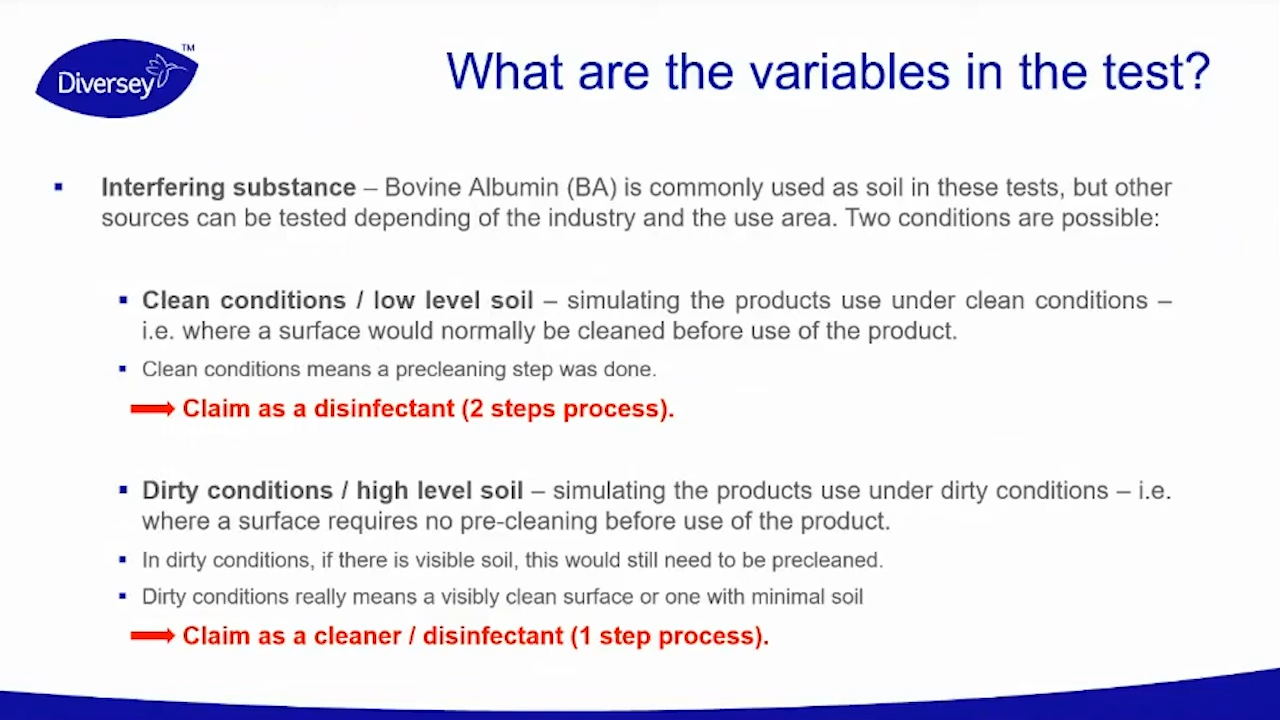 Diversey
TM
What are the variables in the test?
▪ Interfering substance – Bovine Albumin (BA) is commonly used as soil in these tests, but other
sources can be tested depending of the industry and the use area. Two conditions are possible:
▪ Clean conditions / low level soil – simulating the products use under clean conditions –
i.e. where a surface would normally be cleaned before use of the product.
▪ Clean conditions means a precleaning step was done.
Claim as a disinfectant (2 steps process).
▪ Dirty conditions / high level soil – simulating the products use under dirty conditions – i.e.
where a surface requires no pre-cleaning before use of the product.
▪ In dirty conditions, if there is visible soil, this would still need to be precleaned.
▪ Dirty conditions really means a visibly clean surface or one with minimal soil
Claim as a cleaner / disinfectant (1 step process).